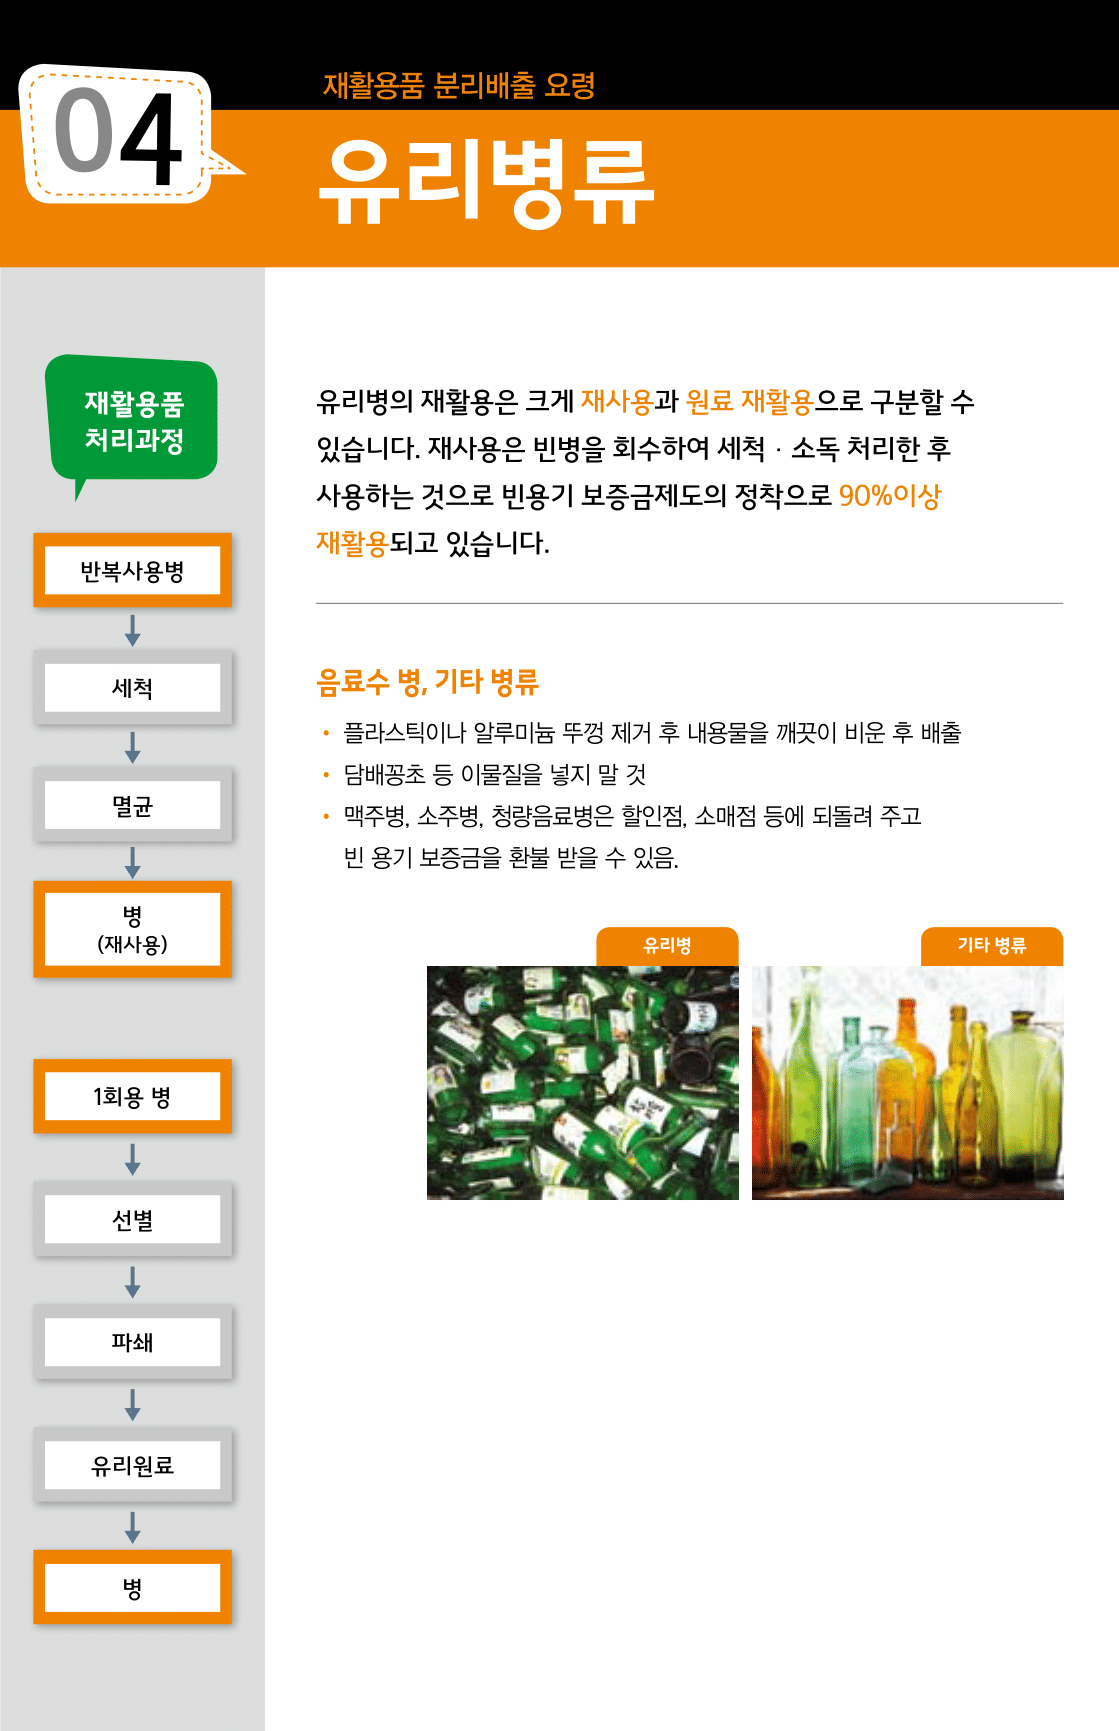 04
재활용품 분리배출 요령
유리병류
재활용품
처리과정
반복사용병
세척
멸균
병
(재사용)
1회용 병
선별
파쇄
유리원료
병
유리병의 재활용은 크게 재사용과 원료 재활용으로 구분할 수
있습니다. 재사용은 빈병을 회수하여 세척 · 소독 처리한 후
사용하는 것으로 빈용기 보증금제도의 정착으로 90%이상
재활용되고 있습니다.
음료수 병, 기타 병류
• 플라스틱이나 알루미늄 뚜껑 제거 후 내용물을 깨끗이 비운 후 배출
• 담배꽁초 등 이물질을 넣지 말 것
• 맥주병, 소주병, 청량음료병은 할인점, 소매점 등에 되돌려 주고
빈 용기 보증금을 환불 받을 수 있음.
유리병
기타 병류